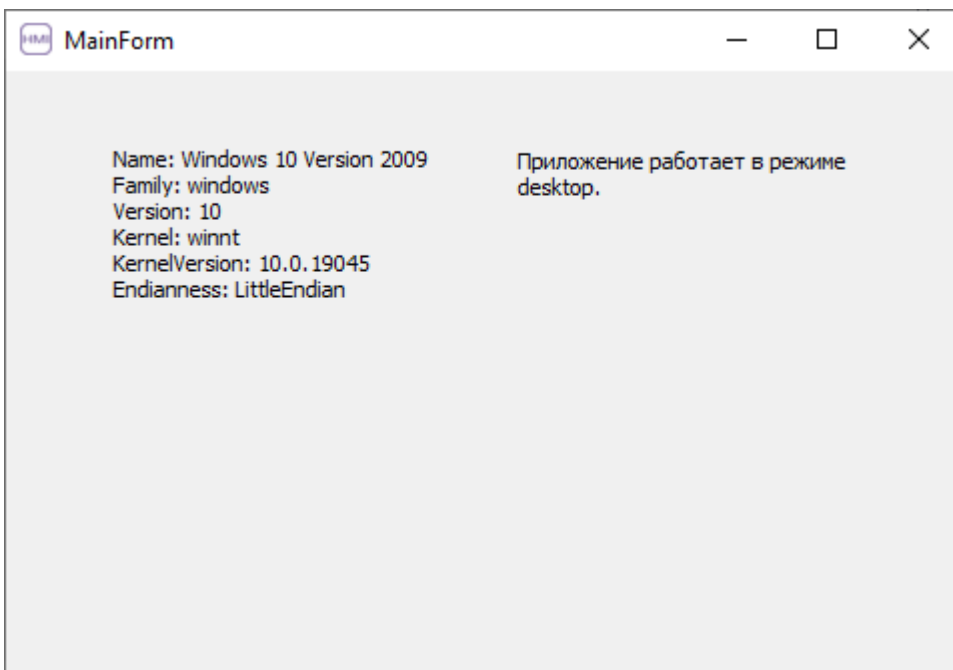 HMI MainForm
Name: Windows 10 Version 2009
Family: windows
Version: 10
Kernel: winnt
KernelVersion: 10.0.19045
Endianness: LittleEndian
Приложение работает в режиме
desktop.